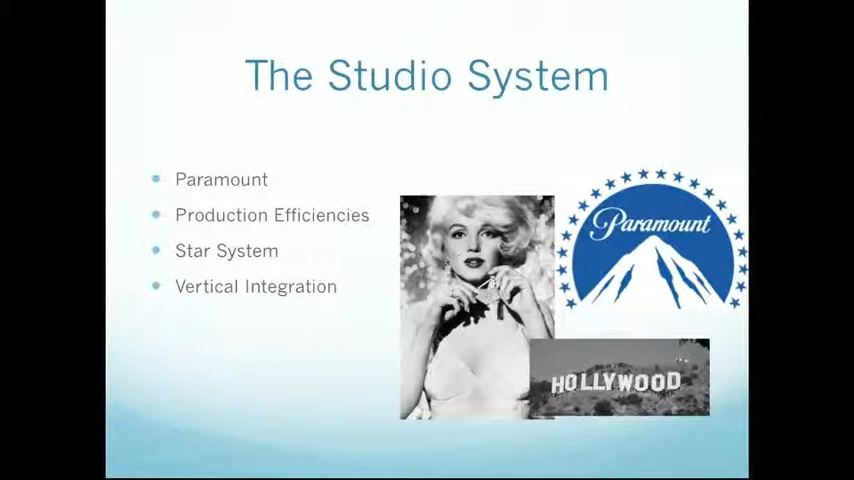 The Studio System
Paramount
Production Efficiencies
Star System
Vertical Integration
Paramount
HOLLYWOOD